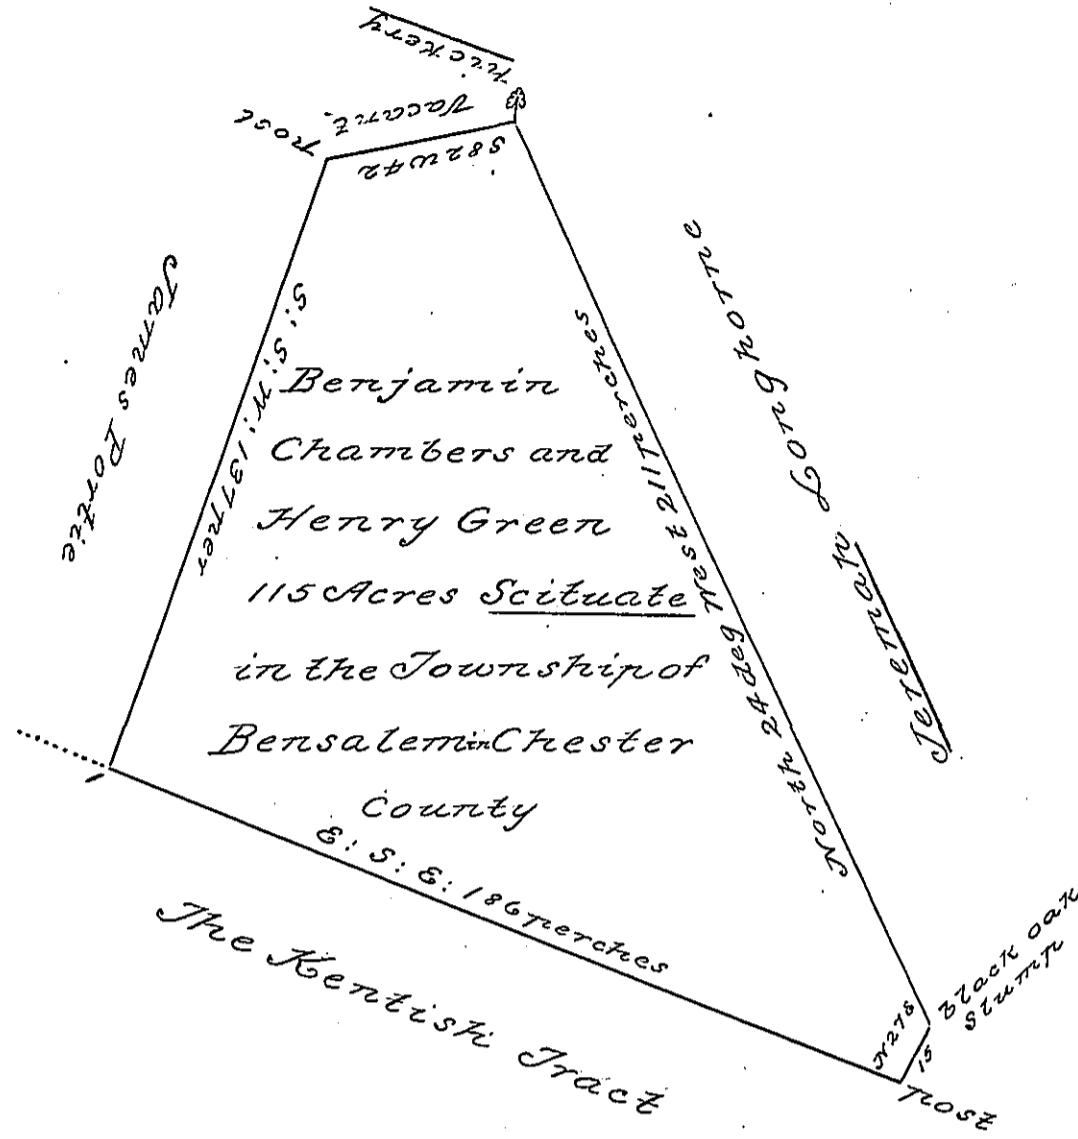 hickery
Vacant.
post
S 82 W 42
James Portie
S: S: W: 137 per
Benjamin
Chambers and
Henry Green
115 Acres Scituate
in the Township of
Bensalem in Chester
County
North 24 deg West 211 perches
Jeremiah Longhorne
E: S: E: 186 perches
The Kentish Tract
N 27 E
15
Black oak
Stump
post